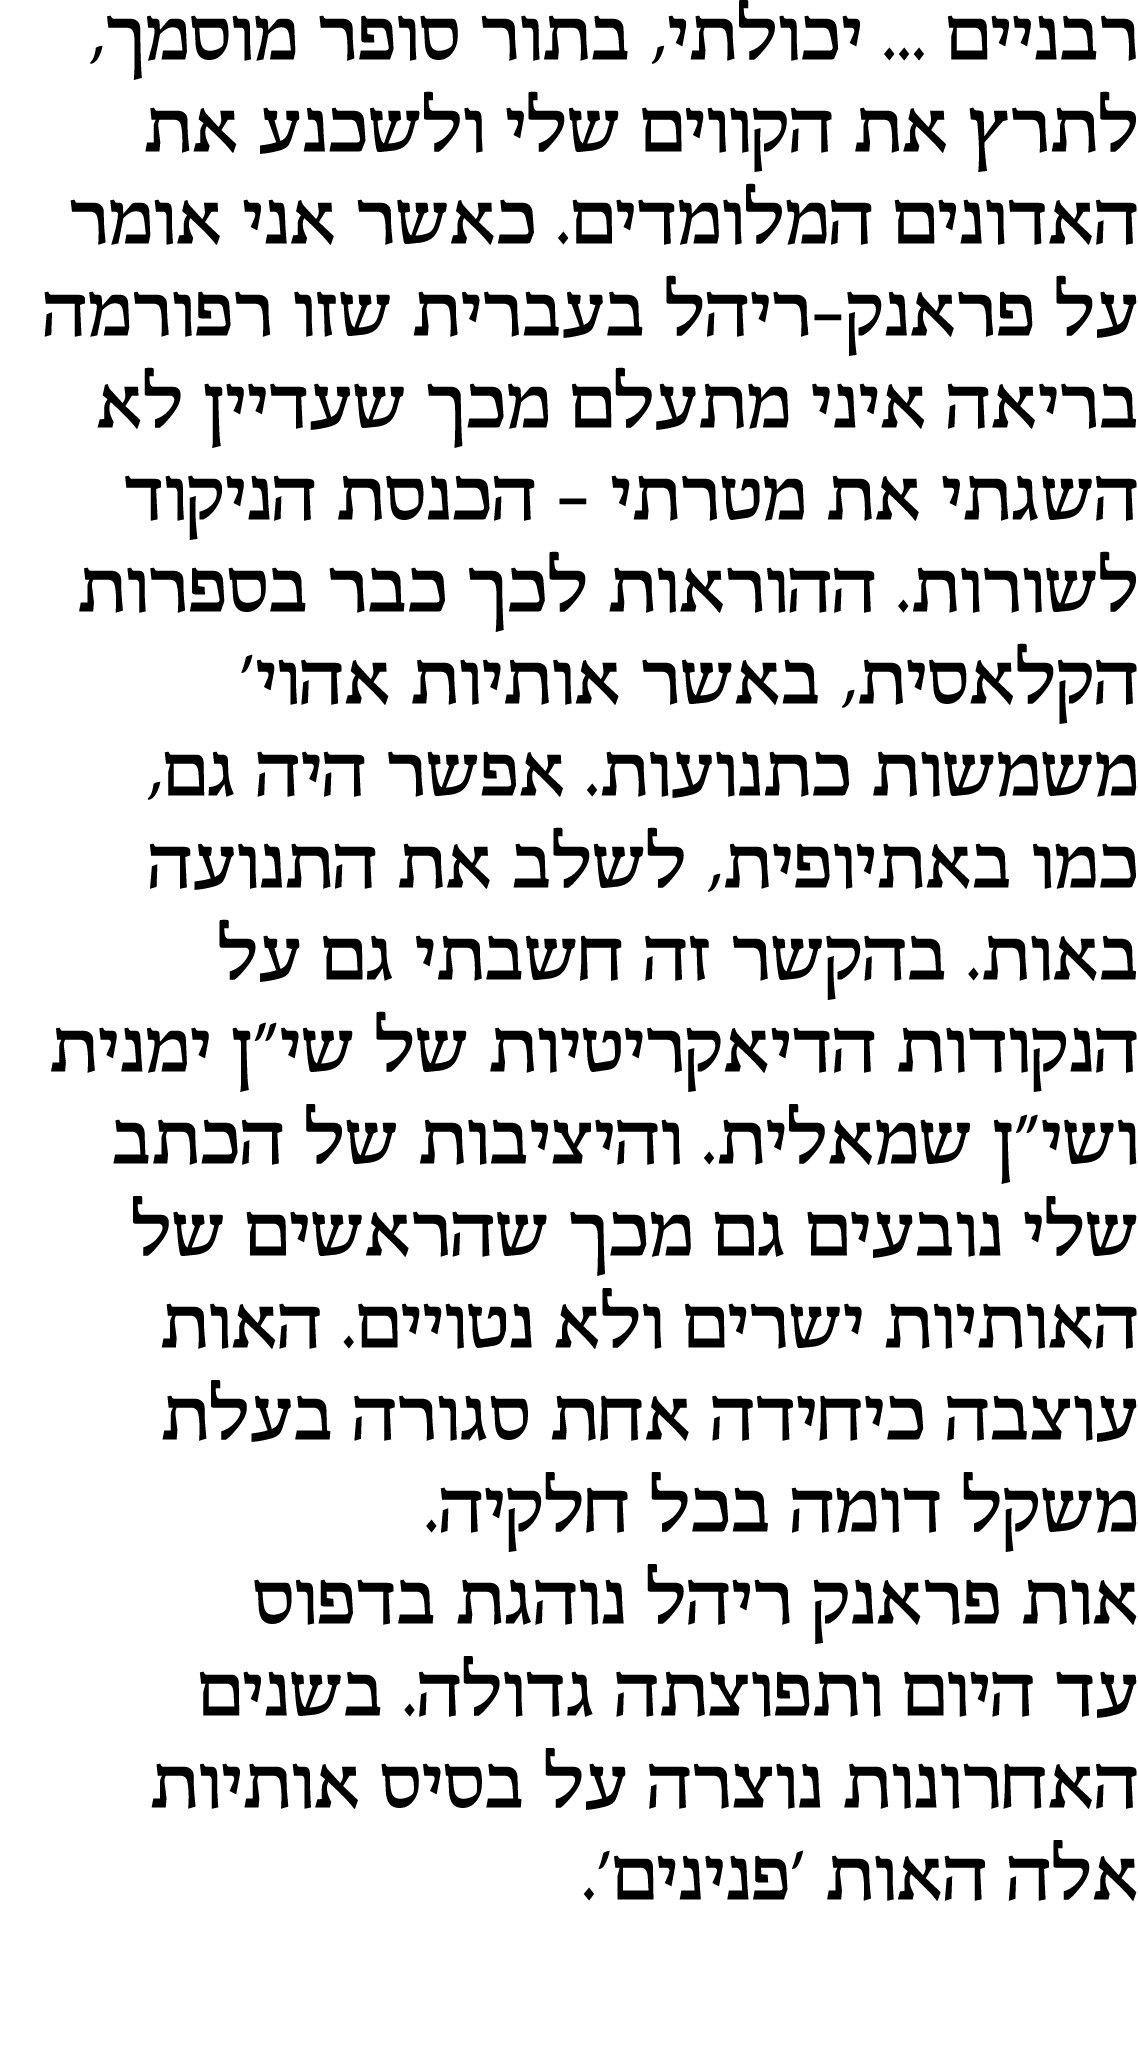 רבניים ... יכולתי, בתור סופר מוסמך,
לתרץ את הקווים שלי ולשכנע את
האדונים המלומדים. כאשר אני אומר
על פראנק-ריהל בעברית שזו רפורמה
בריאה איני מתעלם מכך שעדיין לא
השגתי את מטרתי - הכנסת הניקוד
לשורות. ההוראות לכך כבר בספרות
הקלאסית, באשר אותיות אהוי'
משמשות כתנועות. אפשר היה גם,
כמו באתיופית, לשלב את התנועה
באות. בהקשר זה חשבתי גם על
הנקודות הדיאקריטיות של שי"ן ימנית
ושי"ן שמאלית. והיציבות של הכתב
שלי נובעים גם מכך שהראשים של
האותיות ישרים ולא נטויים. האות
עוצבה כיחידה אחת סגורה בעלת
משקל דומה בכל חלקיה.
אות פראנק ריהל נוהגת בדפוס
עד היום ותפוצתה גדולה. בשנים
האחרונות נוצרה על בסיס אותיות
אלה האות 'פנינים'.